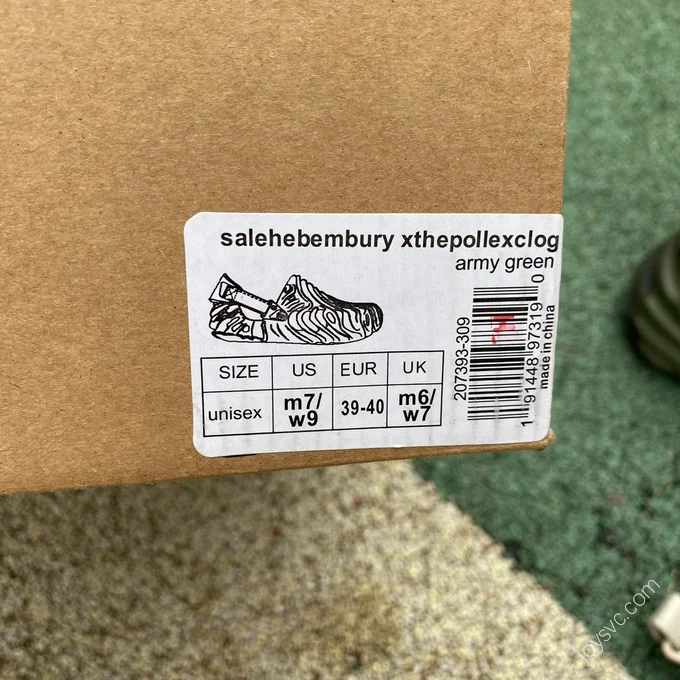 salehebembury xthepollexclog
army green
SIZE US EUR UK
unisex m7/ w9 39-40 m6/ w7
207393-309
1 91448 97319 0
made in china
joysvc.com